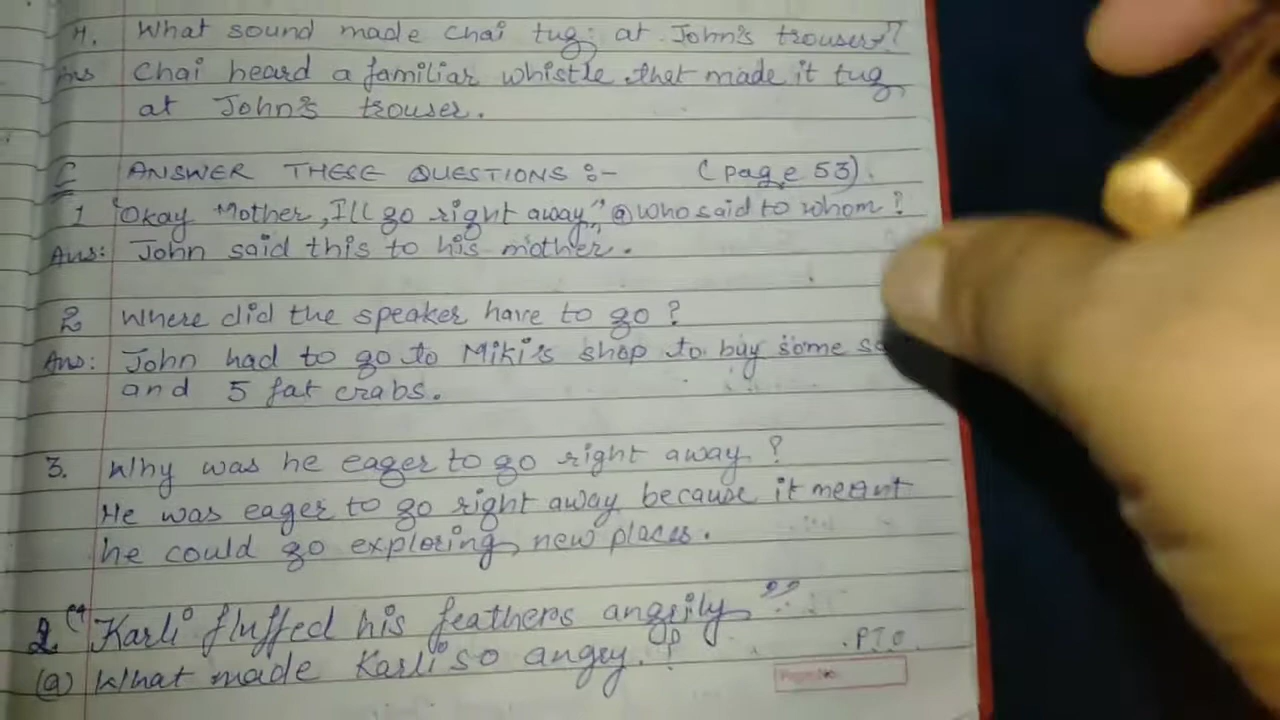 4. What sound made Chai tug at John's trouser?
Ans Chai heard a familiar whistle that made it tug
at John's trouser.
C ANSWER THESE QUESTIONS :- (page 53).
1 "Okay Mother, I'll go right away" @ who said to whom?
Ans: John said this to his mother.
2 Where did the speaker have to go?
Ans: John had to go to Miki's shop to buy some
and 5 fat crabs.
3. Why was he eager to go right away?
He was eager to go right away because it meant
he could go exploring new places.
2. "Karli fluffed his feathers angrily"
(a) What made Karli so angry.?
.PTO.
Page No.